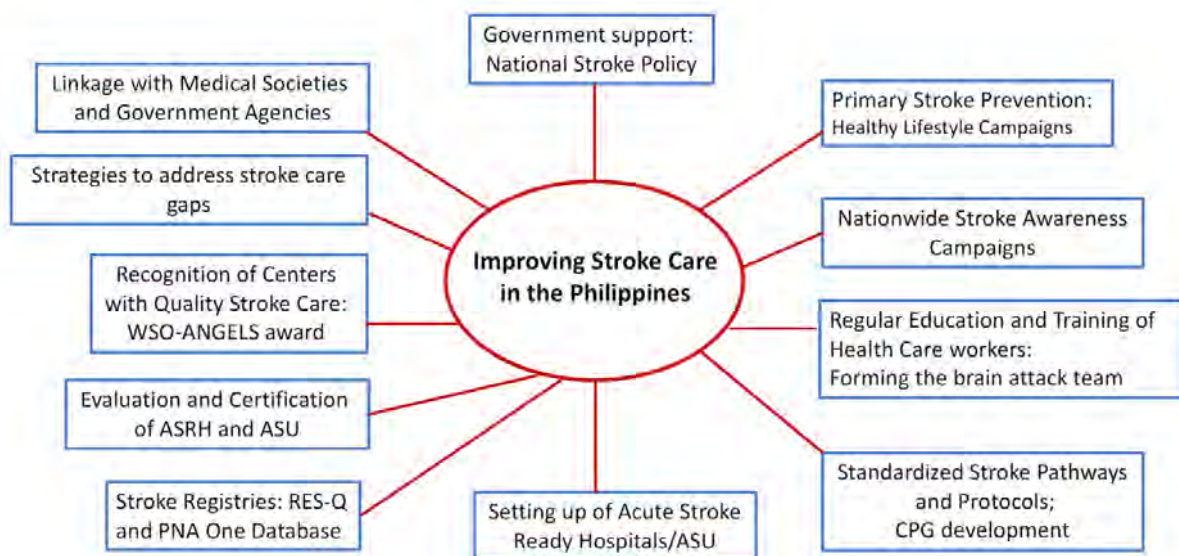 Government support:
National Stroke Policy
Linkage with Medical Societies
and Government Agencies
Primary Stroke Prevention:
Healthy Lifestyle Campaigns
Strategies to address stroke care
gaps
Nationwide Stroke Awareness
Campaigns
Improving Stroke Care
in the Philippines
Recognition of Centers
with Quality Stroke Care:
WSO-ANGELS award
Regular Education and Training of
Health Care workers:
Forming the brain attack team
Evaluation and Certification
of ASRH and ASU
Standardized Stroke Pathways
and Protocols;
CPG development
Stroke Registries: RES-Q
and PNA One Database
Setting up of Acute Stroke
Ready Hospitals/ASU